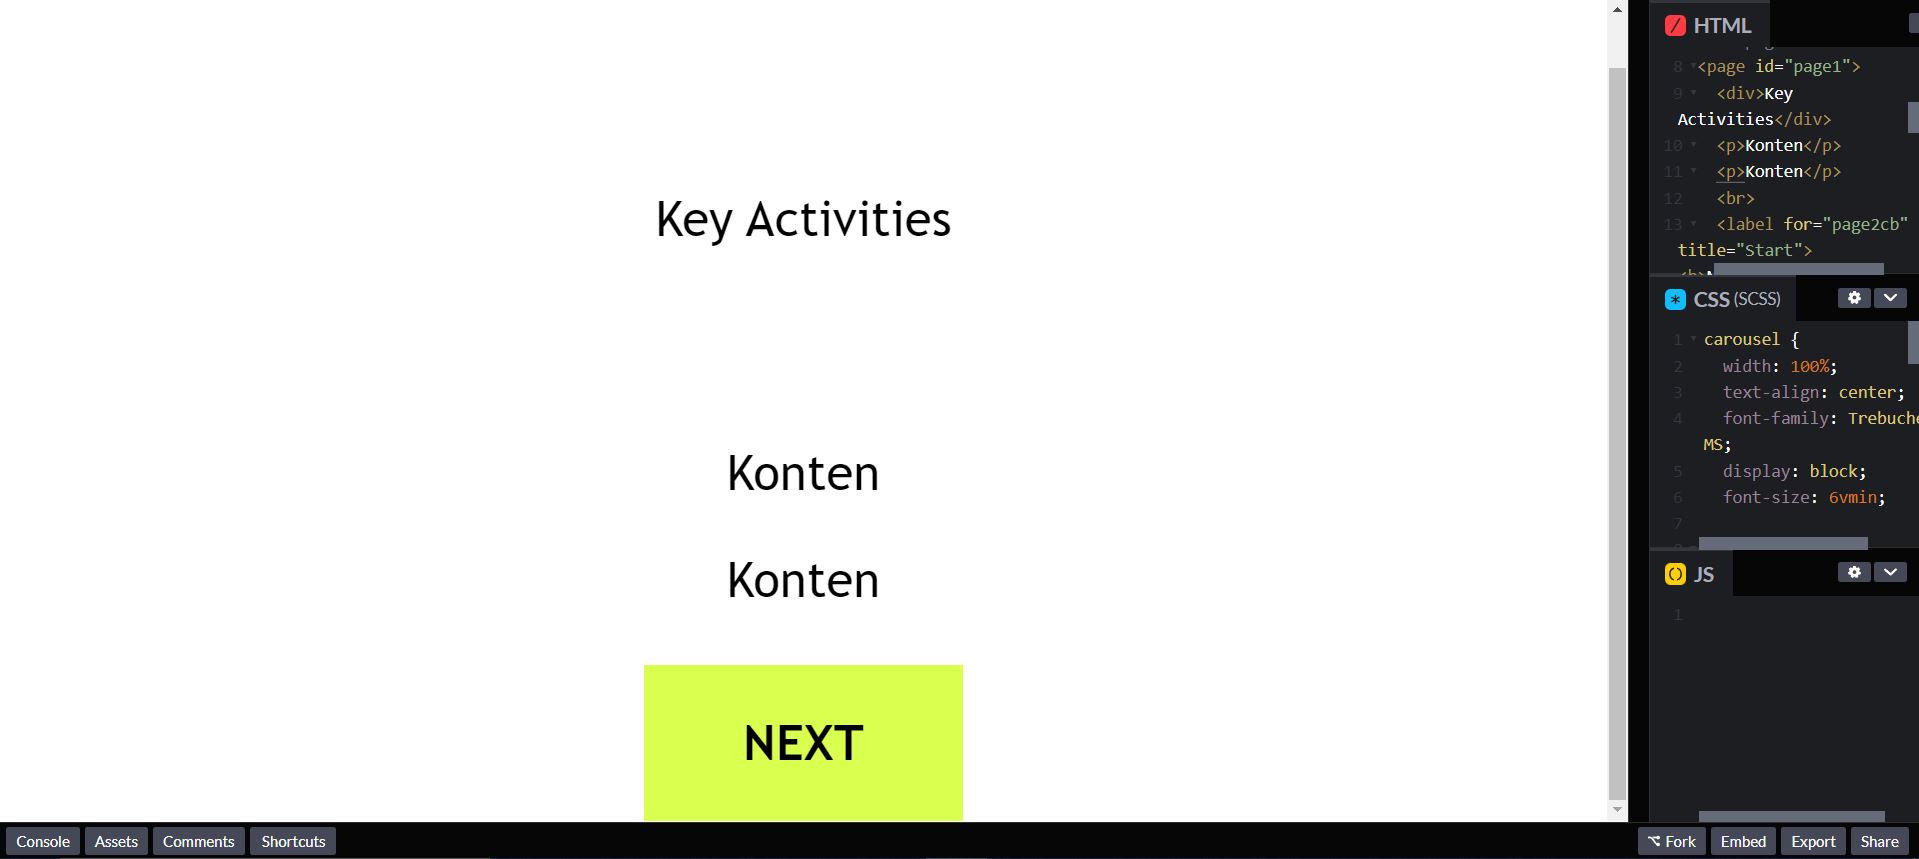 Key Activities
Konten
Konten
NEXT
HTML
8 <page id="page1">
9 <div>Key
Activities</div>
10 <p>Konten</p>
11 <p>Konten</p>
12 <br>
13 <label for="page2cb"
title="Start">
CSS (SCSS)
1 carousel {
2 width: 100%;
3 text-align: center;
4 font-family: Trebuche
MS;
5 display: block;
6 font-size: 6vmin;
7
JS
1
Console Assets Comments Shortcuts
Fork Embed Export Share